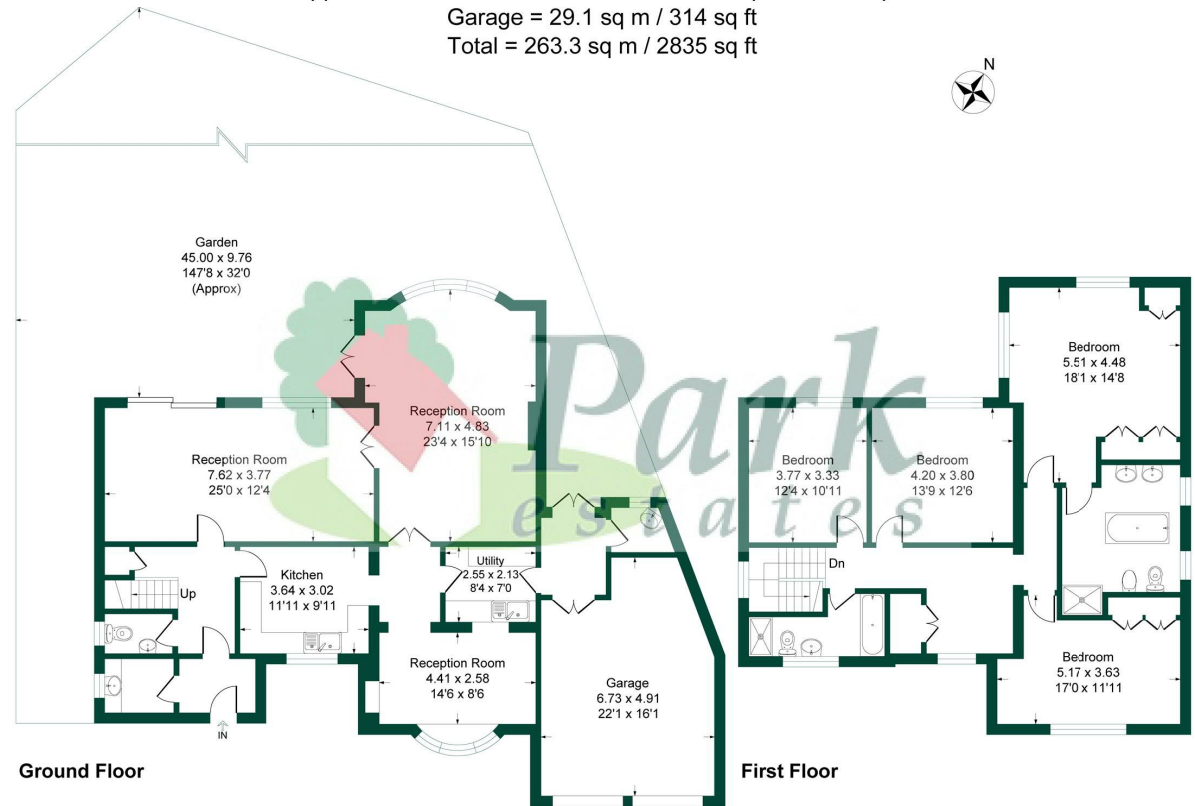 Garage = 29.1 sq m / 314 sq ft
Total = 263.3 sq m / 2835 sq ft
N
Garden
45.00 x 9.76
147'8 x 32'0
(Approx)
Reception Room
7.11 x 4.83
23'4 x 15'10
Reception Room
7.62 x 3.77
25'0 x 12'4
Kitchen
3.64 x 3.02
11'11 x 9'11
Utility
2.55 x 2.13
8'4 x 7'0
Up
Reception Room
4.41 x 2.58
14'6 x 8'6
Garage
6.73 x 4.91
22'1 x 16'1
IN
Ground Floor
Bedroom
5.51 x 4.48
18'1 x 14'8
Bedroom
3.77 x 3.33
12'4 x 10'11
Bedroom
4.20 x 3.80
13'9 x 12'6
Dn
Bedroom
5.17 x 3.63
17'0 x 11'11
First Floor
Park
estates